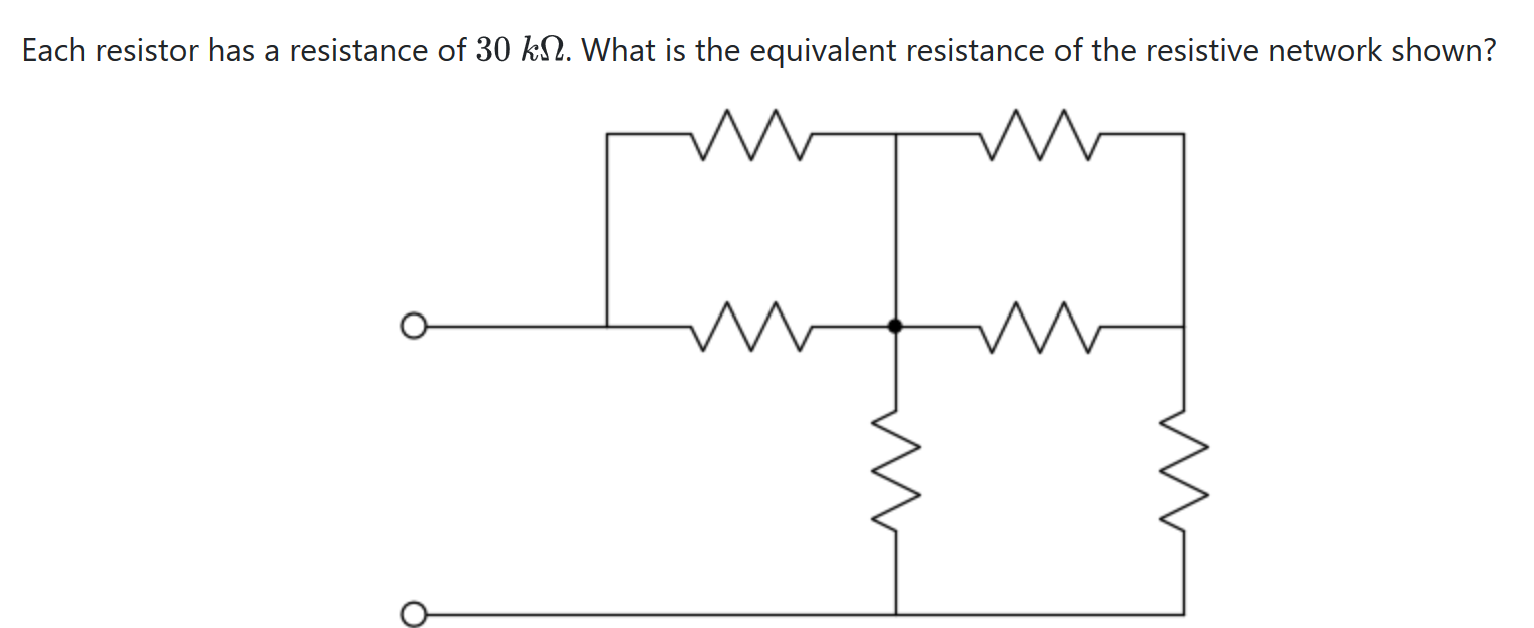 Each resistor has a resistance of 30 kΩ. What is the equivalent resistance of the resistive network shown?